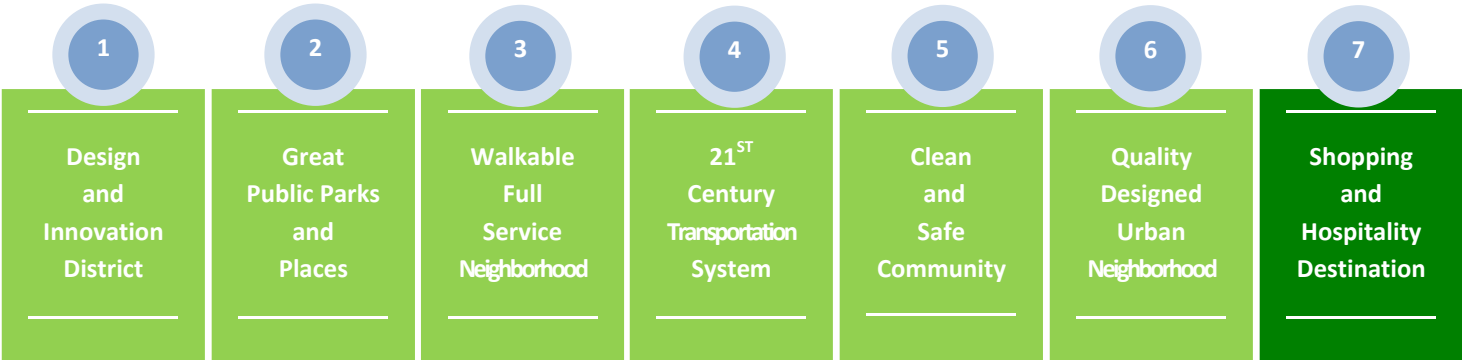 1
Design
and
Innovation
District
2
Great
Public Parks
and
Places
3
Walkable
Full
Service
Neighborhood
4
21ST
Century
Transportation
System
5
Clean
and
Safe
Community
6
Quality
Designed
Urban
Neighborhood
7
Shopping
and
Hospitality
Destination